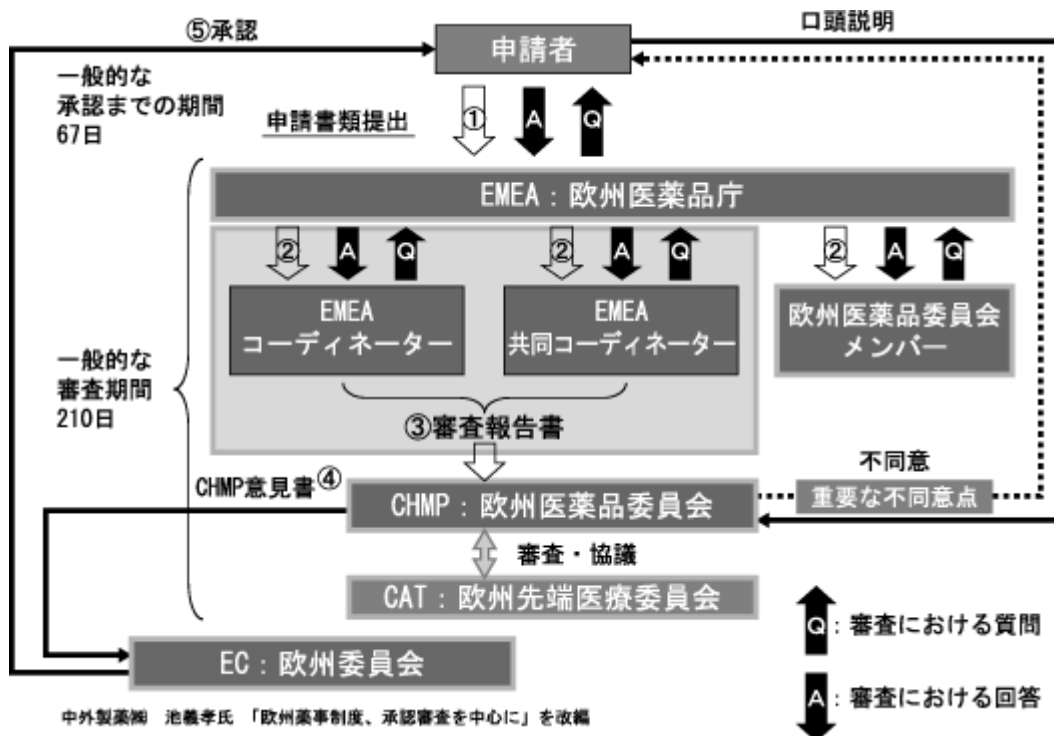 ⑤承認
口頭説明
申請者
一般的な
承認までの期間
67日
申請書類提出
①
A
Q
EMEA：欧州医薬品庁
②
A
Q
②
A
Q
②
A
Q
EMEA
コーディネーター
EMEA
共同コーディネーター
欧州医薬品委員会
メンバー
一般的な
審査期間
210日
③審査報告書
不同意
CHMP意見書④
CHMP：欧州医薬品委員会
重要な不同意点
審査・協議
CAT：欧州先端医療委員会
Q：審査における質問
EC：欧州委員会
A：審査における回答
中外製薬㈱　池義孝氏　「欧州薬事制度、承認審査を中心に」を改編